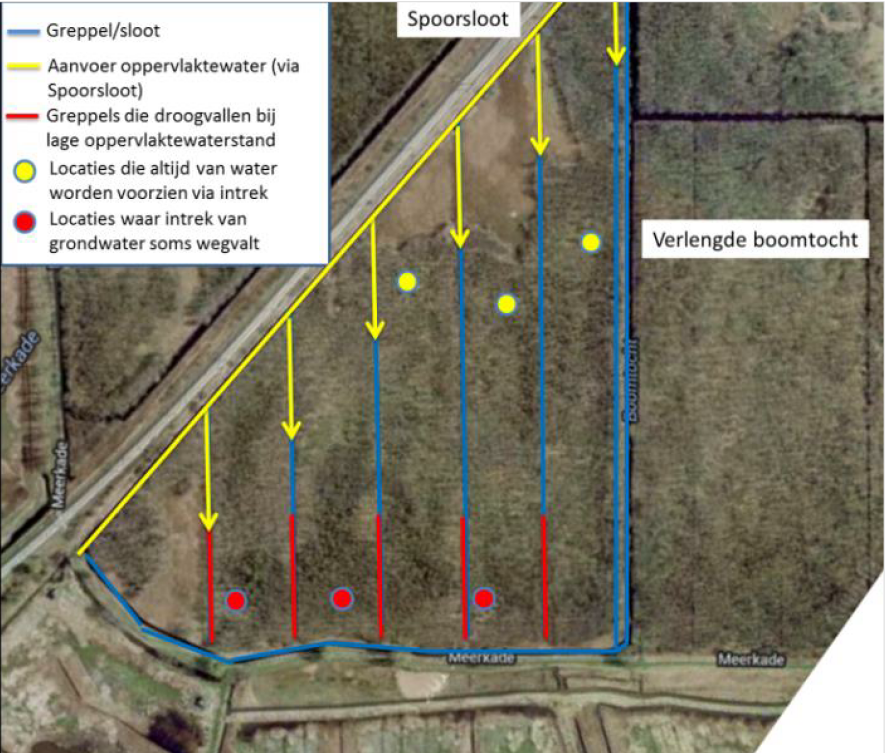 Spoorsloot
Greppel/sloot
Aanvoer oppervlaktewater (via
Spoorsloot)
Greppels die droogvallen bij
lage oppervlaktewaterstand
Locaties die altijd van water
worden voorzien via intrek
Locaties waar intrek van
grondwater soms wegvalt
Verlengde boomtocht
erkade
Boomtocht
Meerkade
Meerkade
Meerkade